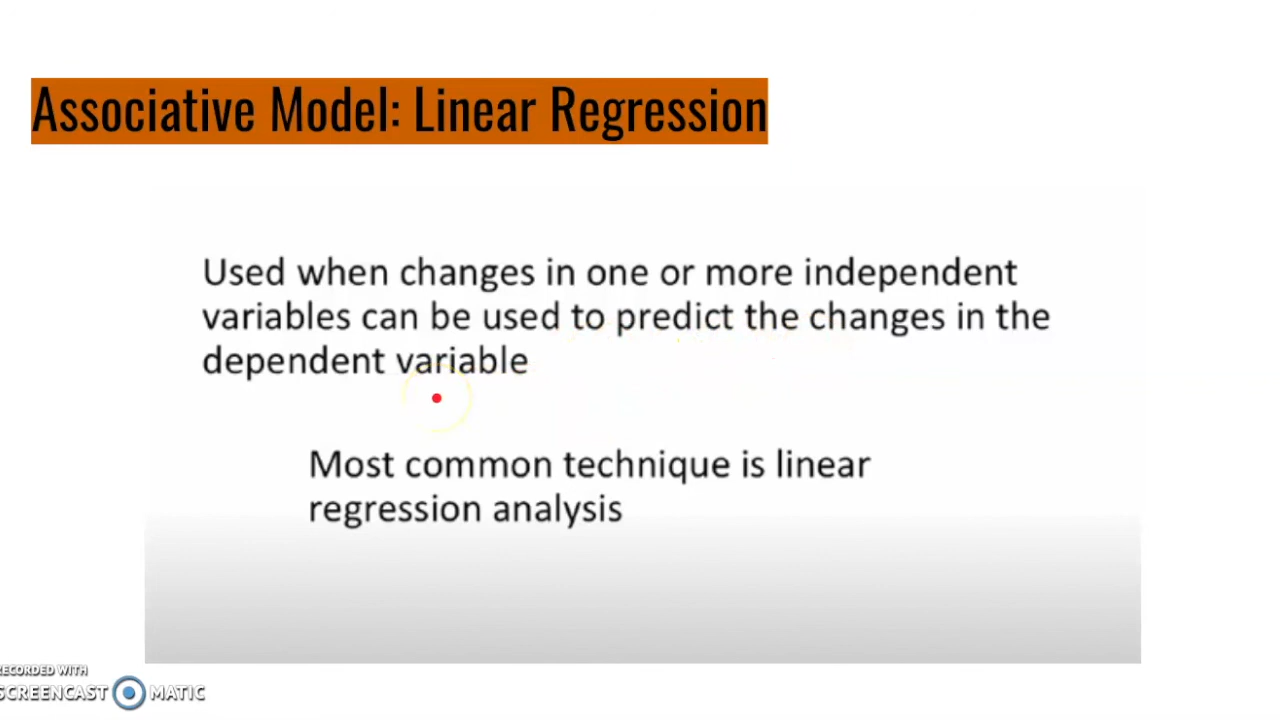 Associative Model: Linear Regression
Used when changes in one or more independent
variables can be used to predict the changes in the
dependent variable
Most common technique is linear
regression analysis
RECORDED WITH
SCREENCAST MATIC